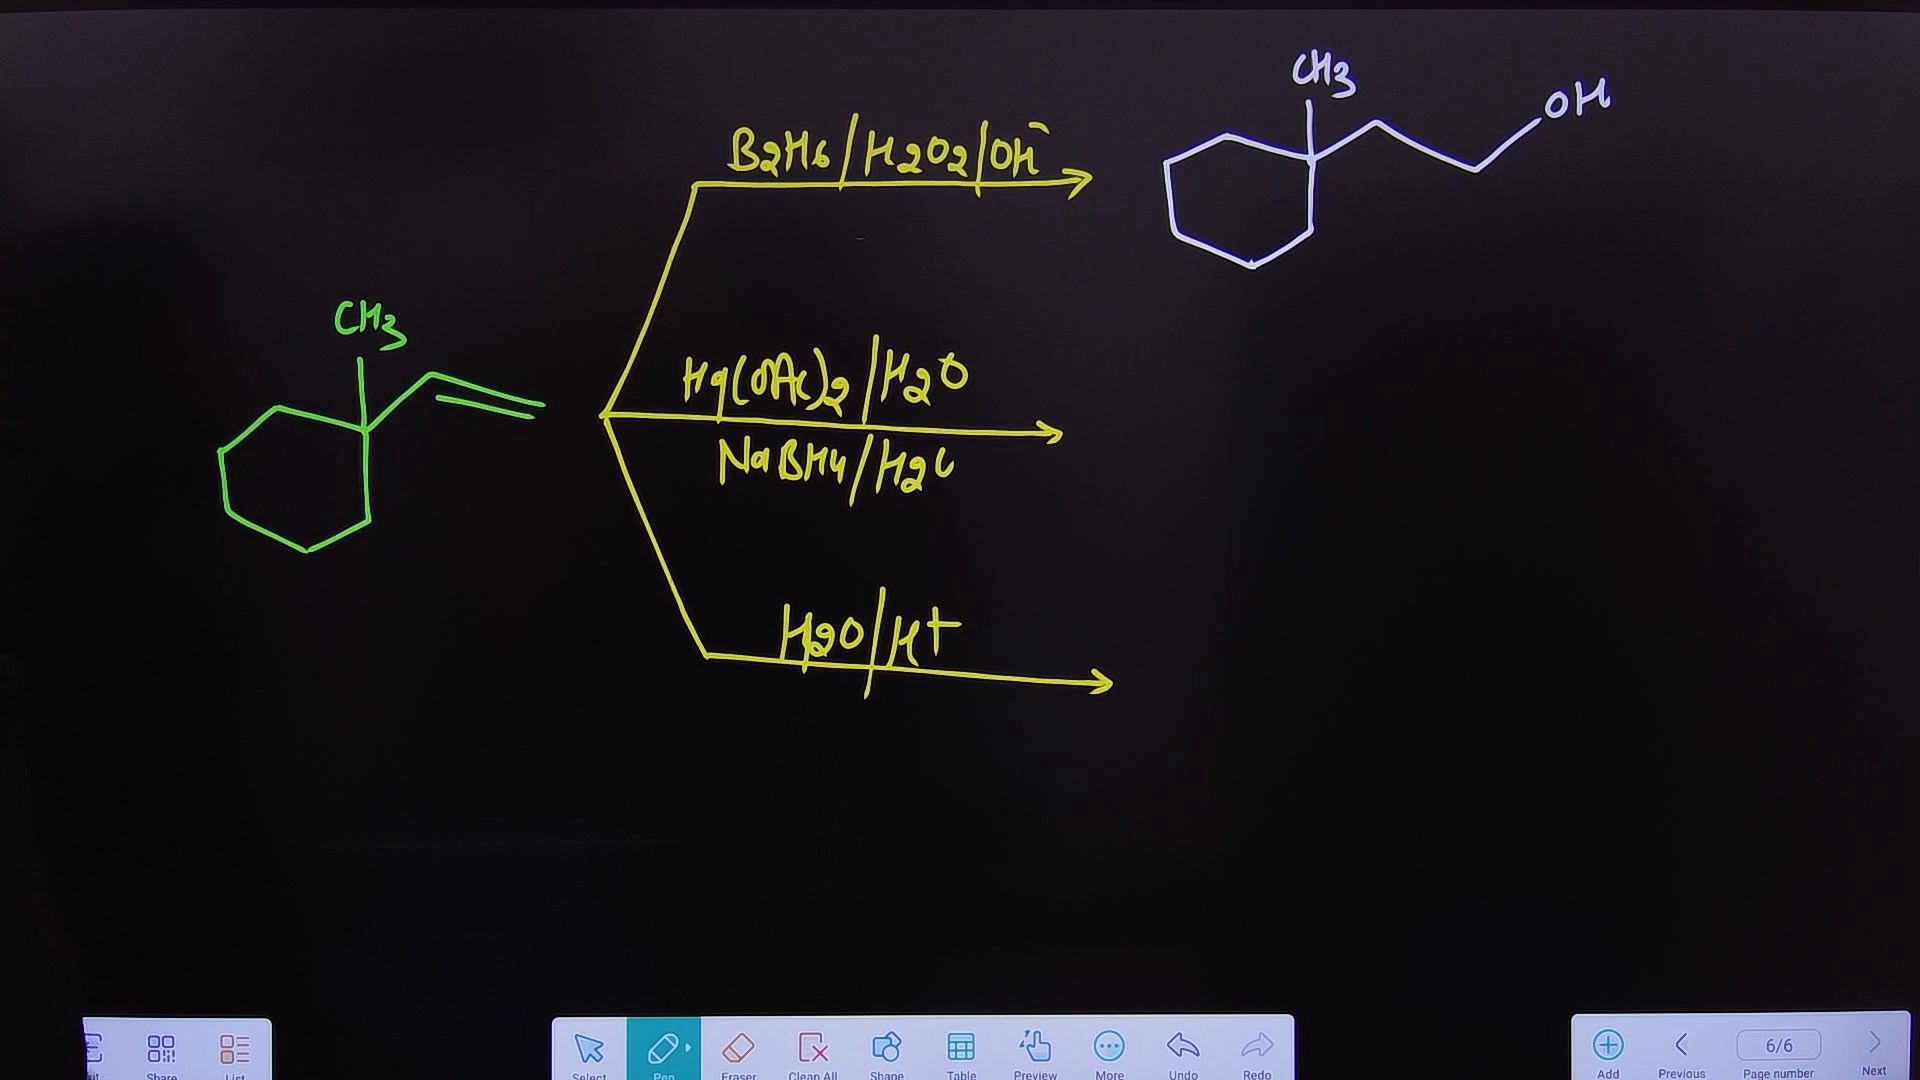 CH3
OH
B2H6/H2O2/OH-
CH3
Hg(OAc)2/H2O
NaBH4/H2O
H2O/H+
Share
List
Select
Pen
Eraser
Clean All
Shape
Table
Preview
More
Undo
Redo
Add
Previous
6/6
Page number
Next